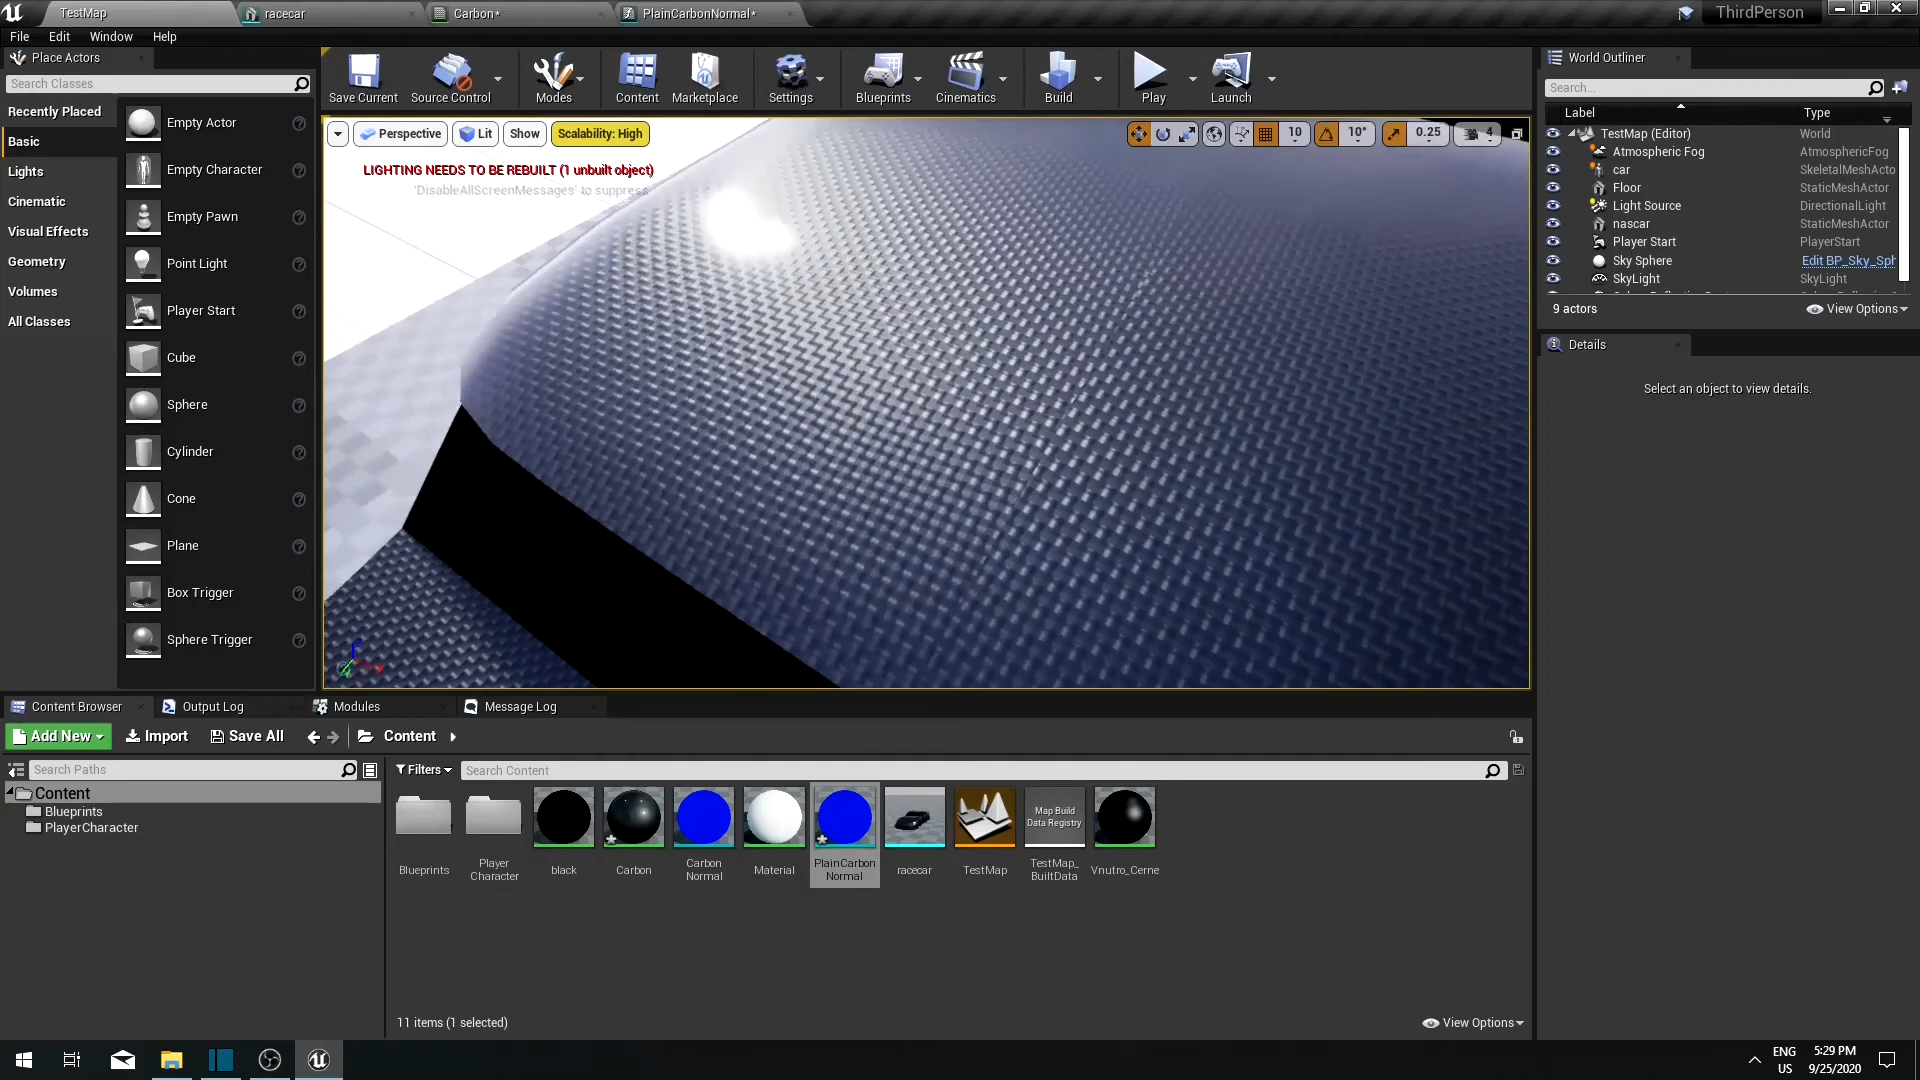 TestMap
racecar
Carbon*
PlainCarbonNormal*
ThirdPerson
File
Edit
Window
Help
Place Actors
Search Classes
Recently Placed
Basic
Lights
Cinematic
Visual Effects
Geometry
Volumes
All Classes
Empty Actor
Empty Character
Empty Pawn
Point Light
Player Start
Cube
Sphere
Cylinder
Cone
Plane
Box Trigger
Sphere Trigger
Save Current
Source Control
Modes
Content
Marketplace
Settings
Blueprints
Cinematics
Build
Play
Launch
Perspective
Lit
Show
Scalability: High
10
10°
0.25
4
LIGHTING NEEDS TO BE REBUILT (1 unbuilt object)
'DisableAllScreenMessages' to suppress
World Outliner
Search...
Label
Type
TestMap (Editor)
World
Atmospheric Fog
AtmosphericFog
car
SkeletalMeshActo
Floor
StaticMeshActor
Light Source
DirectionalLight
nascar
StaticMeshActor
Player Start
PlayerStart
Sky Sphere
Edit BP_Sky_Sph
SkyLight
SkyLight
9 actors
View Options
Details
Select an object to view details.
Content Browser
Output Log
Modules
Message Log
Add New
Import
Save All
Content
Search Paths
Filters
Search Content
Content
Blueprints
PlayerCharacter
Map Build
Data Registry
Blueprints
Player
Character
black
Carbon
Carbon
Normal
Material
PlainCarbon
Normal
racecar
TestMap
TestMap_
BuiltData
Vnutro_Cerne
11 items (1 selected)
View Options
ENG
US
5:29 PM
9/25/2020